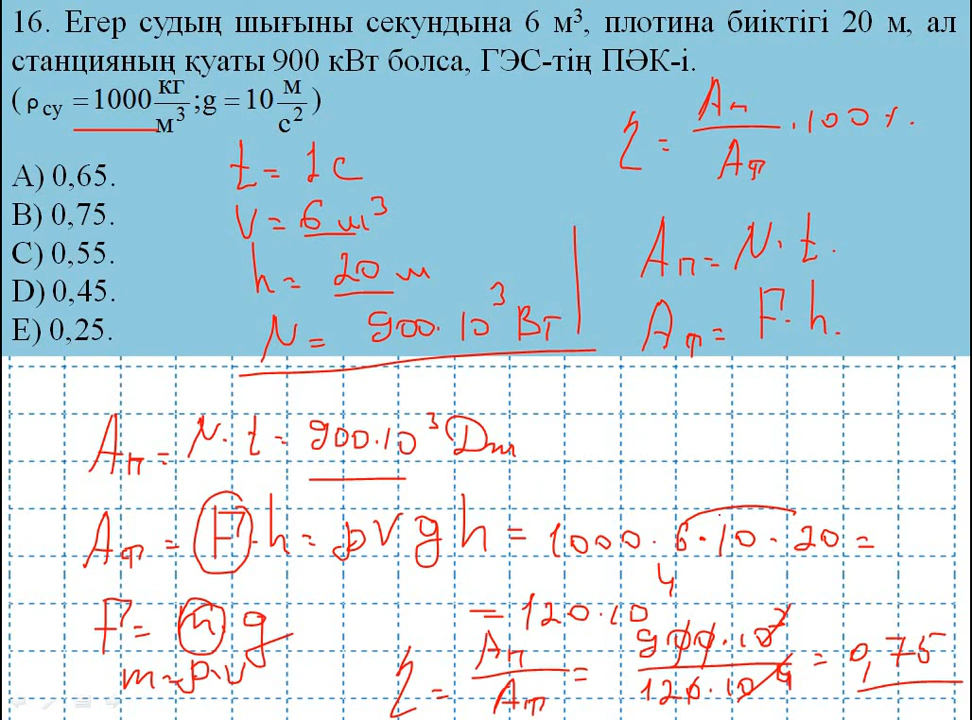 16. Егер судың шығыны секундына 6 м³, плотина биіктігі 20 м, ал
станцияның қуаты 900 кВт болса, ГЭС-тің ПӘК-і.
( ρсу = 1000 кг/м³ ; g = 10 м/с² )
A) 0,65.
B) 0,75.
C) 0,55.
D) 0,45.
E) 0,25.
t = 1 c
V = 6 м³
h = 20 м
N = 900·10³ Вт
η = Aп/Aт · 100 %.
Aп = N·t.
Aт = F·h.
Aп = N·t = 900·10³ Дж
Aт = F·h = ρVgh = 1000·6·10·20 =
= 120·10⁴
F = mg
m = ρ·v
η = Aп/Aт = 900·10³/120·10⁴ = 0,75